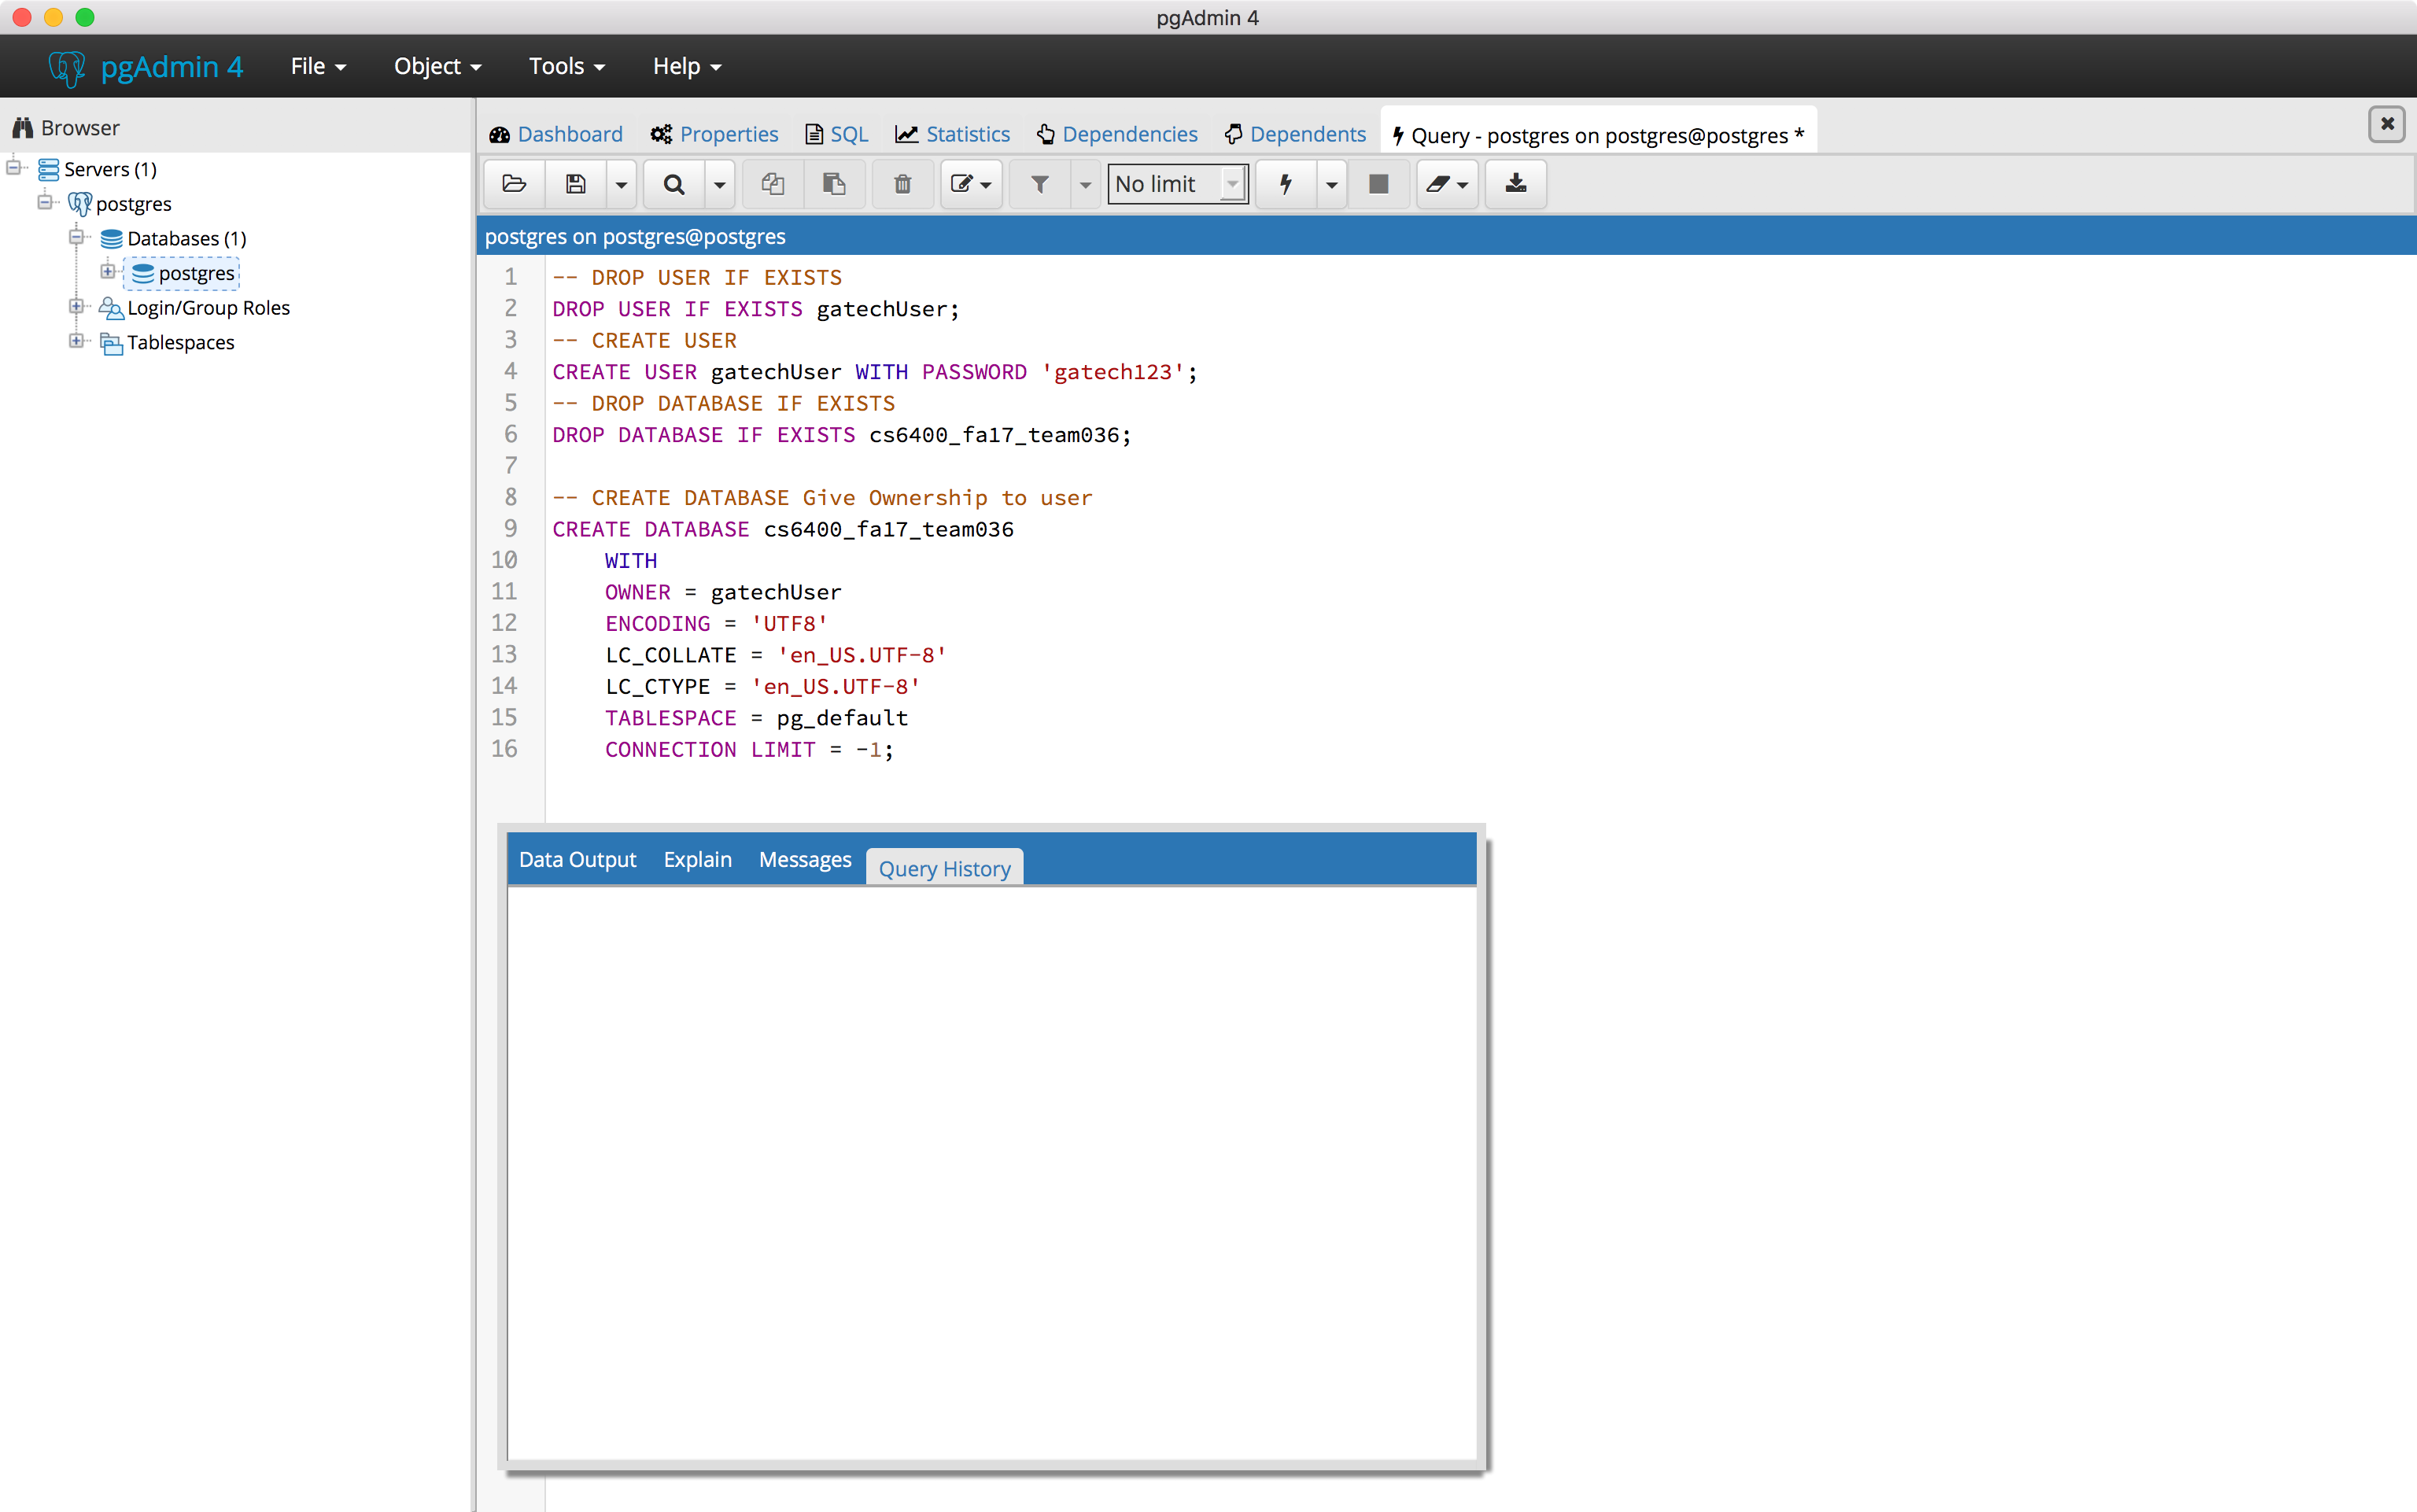 pgAdmin 4
pgAdmin 4 File Object Tools Help
Browser
Servers (1)
postgres
Databases (1)
postgres
Login/Group Roles
Tablespaces
Dashboard Properties SQL Statistics Dependencies Dependents Query - postgres on postgres@postgres *
No limit
postgres on postgres@postgres
1 -- DROP USER IF EXISTS
2 DROP USER IF EXISTS gatechUser;
3 -- CREATE USER
4 CREATE USER gatechUser WITH PASSWORD 'gatech123';
5 -- DROP DATABASE IF EXISTS
6 DROP DATABASE IF EXISTS cs6400_fa17_team036;
7
8 -- CREATE DATABASE Give Ownership to user
9 CREATE DATABASE cs6400_fa17_team036
10 WITH
11 OWNER = gatechUser
12 ENCODING = 'UTF8'
13 LC_COLLATE = 'en_US.UTF-8'
14 LC_CTYPE = 'en_US.UTF-8'
15 TABLESPACE = pg_default
16 CONNECTION LIMIT = -1;
Data Output Explain Messages Query History